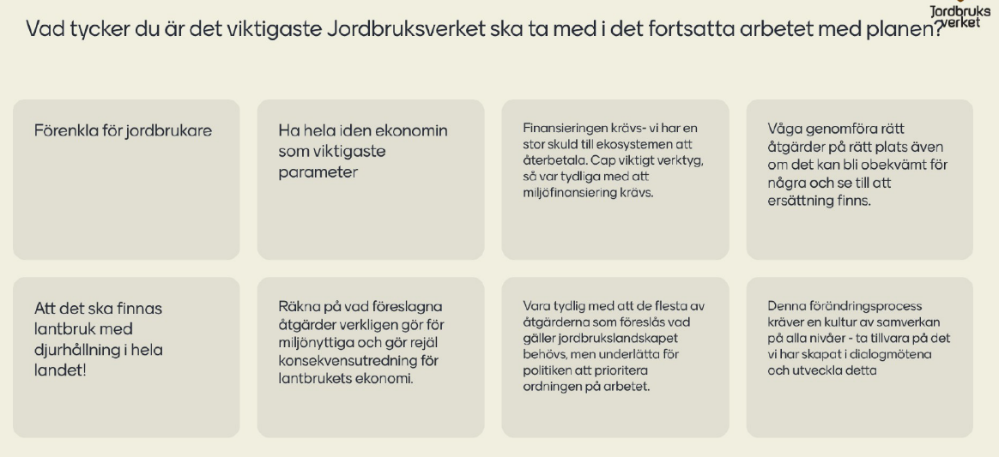 Jordbruks
verket
Vad tycker du är det viktigaste Jordbruksverket ska ta med i det fortsatta arbetet med planen?
Förenkla för jordbrukare
Ha hela iden ekonomin
som viktigaste
parameter
Finansieringen krävs- vi har en
stor skuld till ekosystemen att
återbetala. Cap viktigt verktyg,
så var tydliga med att
miljöfinansiering krävs.
Våga genomföra rätt
åtgärder på rätt plats även
om det kan bli obekvämt för
några och se till att
ersättning finns.
Att det ska finnas
lantbruk med
djurhållning i hela
landet!
Räkna på vad föreslagna
åtgärder verkligen gör för
miljönyttiga och gör rejäl
konsekvensutredning för
lantbrukets ekonomi.
Vara tydlig med att de flesta av
åtgärderna som föreslås vad
gäller jordbrukslandskapet
behövs, men underlätta för
politiken att prioritera
ordningen på arbetet.
Denna förändringsprocess
kräver en kultur av samverkan
på alla nivåer - ta tillvara på det
vi har skapat i dialogmötena
och utveckla detta